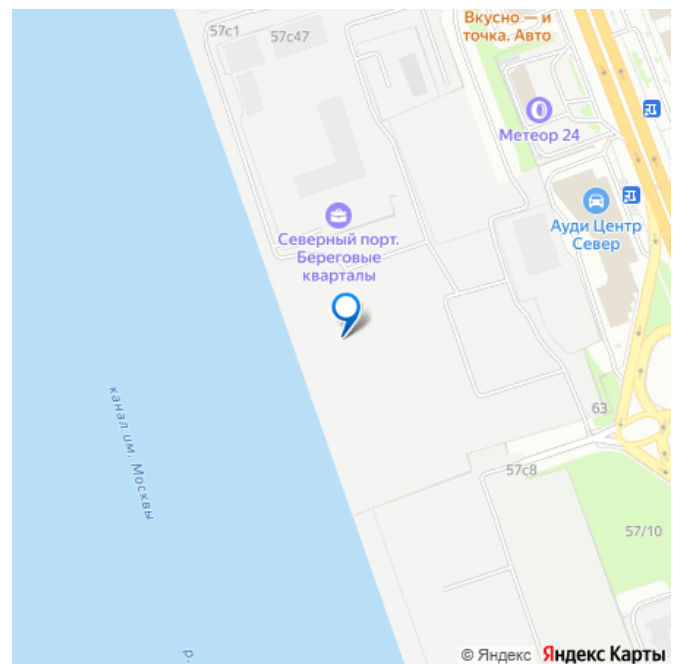 57с1
57с47
Вкусно — и
точка. Авто
Метеор 24
Ауди Центр
Север
Северный порт.
Береговые
кварталы
канал им. Москвы
63
57с8
57/10
р.
© Яндекс Яндекс Карты